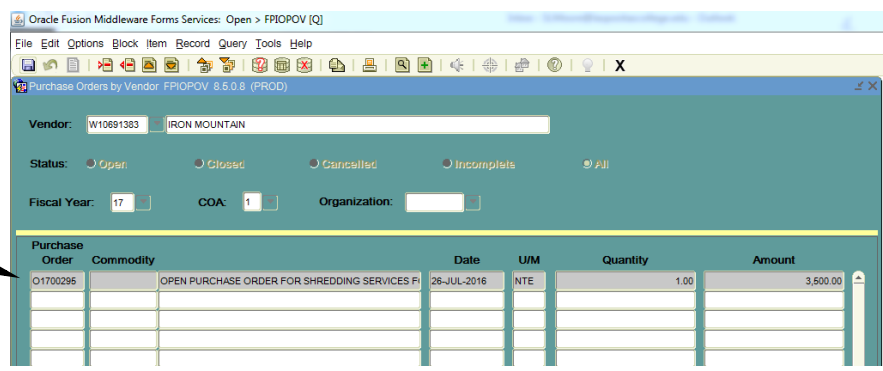 Oracle Fusion Middleware Forms Services: Open > FPIOPOV [Q]
File Edit Options Block Item Record Query Tools Help
X
Purchase Orders by Vendor FPIOPOV 8.5.0.8 (PROD)
Vendor: W10691383 IRON MOUNTAIN
Status: Open Closed Cancelled Incomplete All
Fiscal Year: 17 COA: 1 Organization:
Purchase
Order Commodity Date U/M Quantity Amount
O1700295 OPEN PURCHASE ORDER FOR SHREDDING SERVICES 26-JUL-2016 NTE 1.00 3,500.00